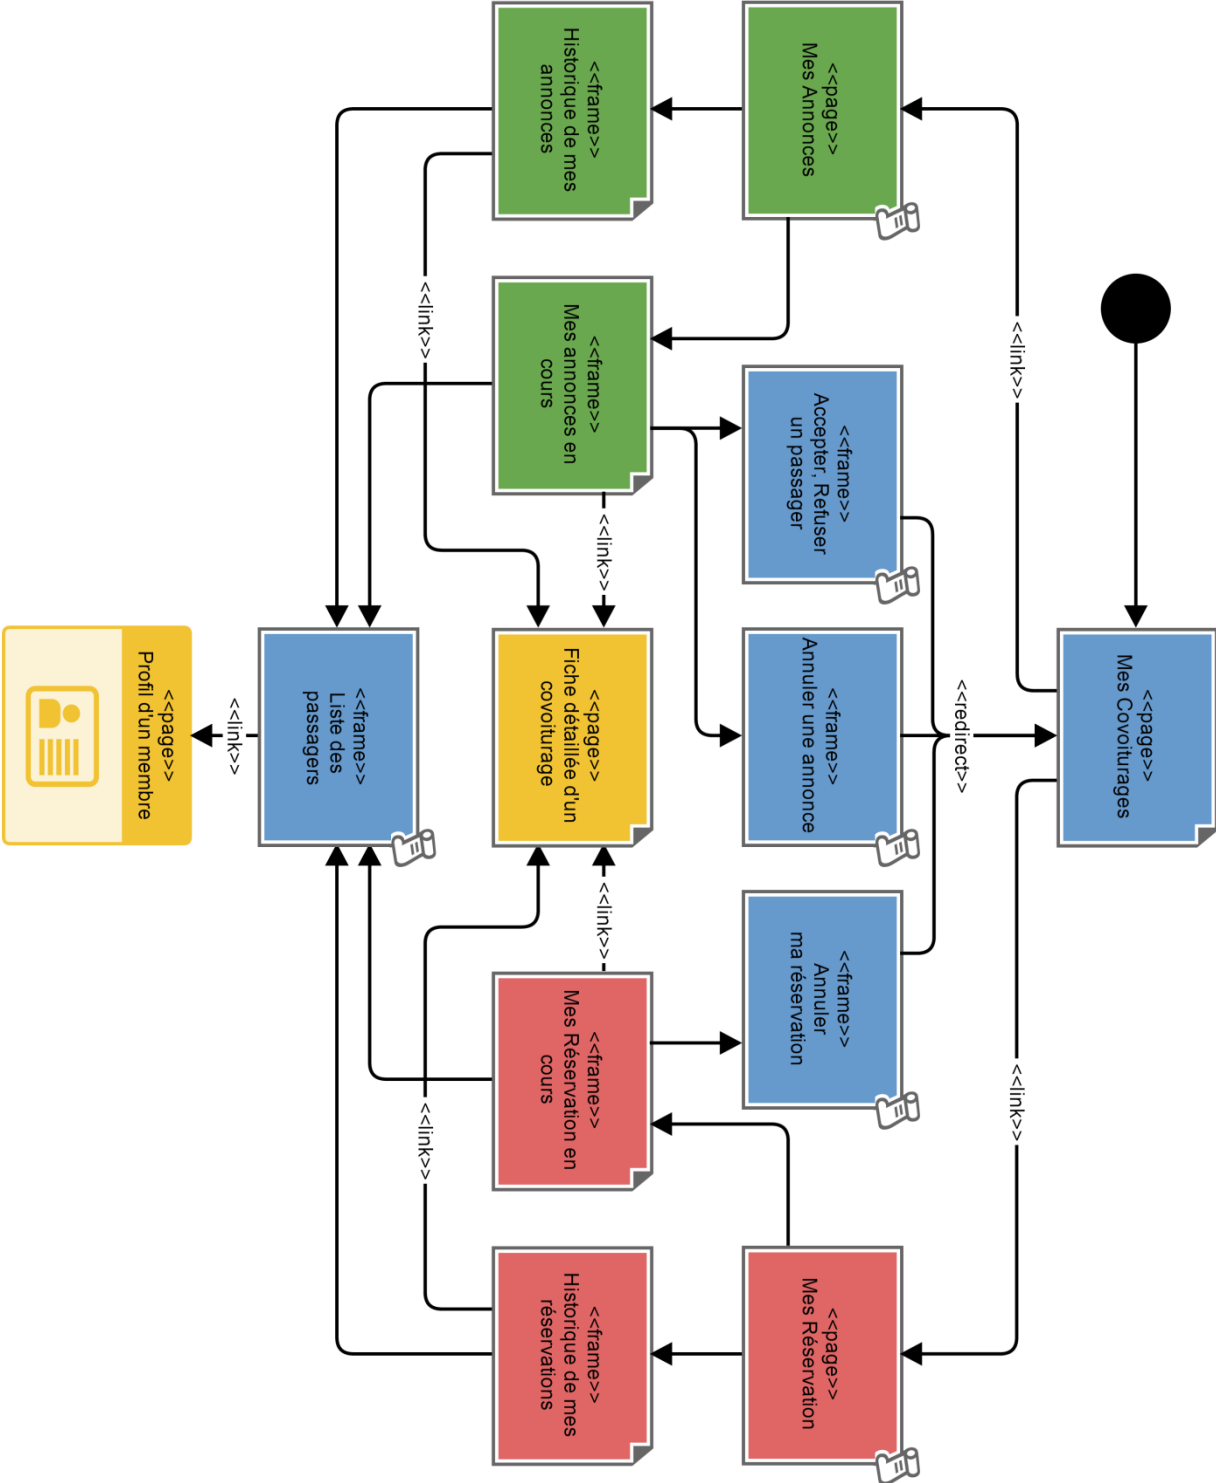 <<page>>
Mes Covoiturages
<<link>>
<<link>>
<<redirect>>
<<page>>
Mes Annonces
<<frame>>
Accepter, Refuser
un passager
<<frame>>
Annuler une annonce
<<frame>>
Annuler
ma réservation
<<page>>
Mes Réservation
<<frame>>
Historique de mes
annonces
<<frame>>
Mes annonces en
cours
<<link>>
<<page>>
Fiche détaillée d'un
covoiturage
<<link>>
<<frame>>
Mes Réservation en
cours
<<frame>>
Historique de mes
réservations
<<link>>
<<link>>
<<frame>>
Liste des
passagers
<<link>>
<<page>>
Profil d'un membre